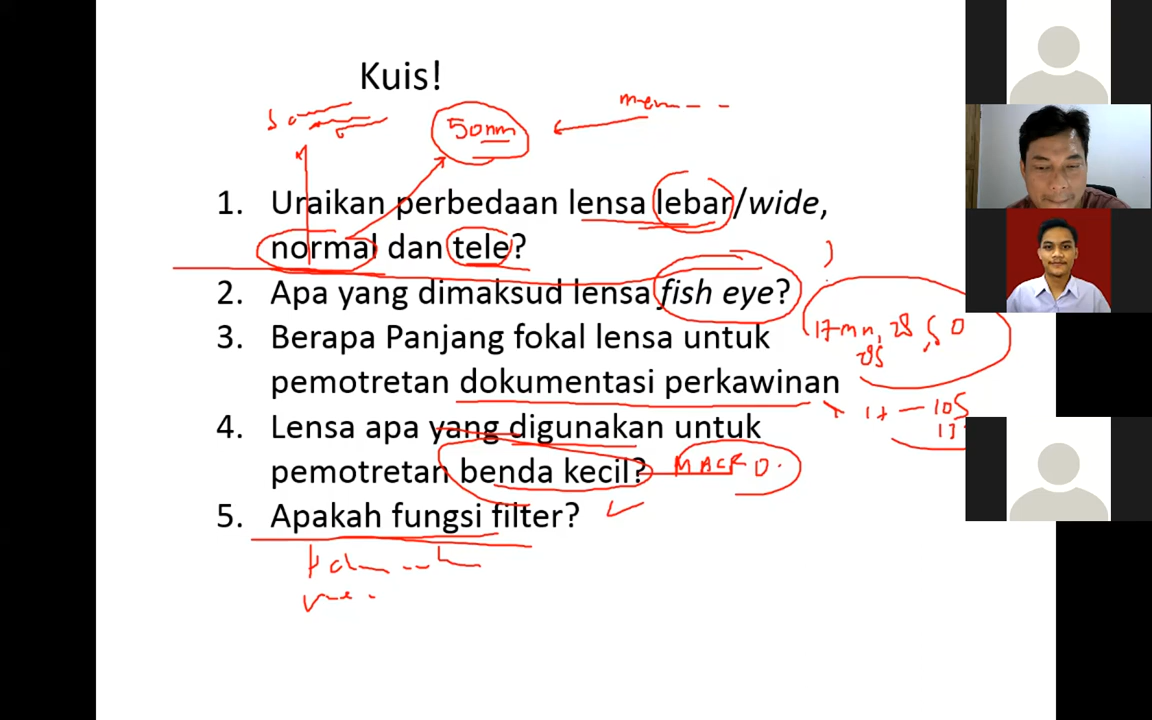 Kuis!
50mm
1. Uraikan perbedaan lensa lebar/wide,
normal dan tele?
2. Apa yang dimaksud lensa fish eye?
17mm, 28, 50
3. Berapa Panjang fokal lensa untuk
85
pemotretan dokumentasi perkawinan
17 — 105
4. Lensa apa yang digunakan untuk
pemotretan benda kecil? MACRO.
5. Apakah fungsi filter?